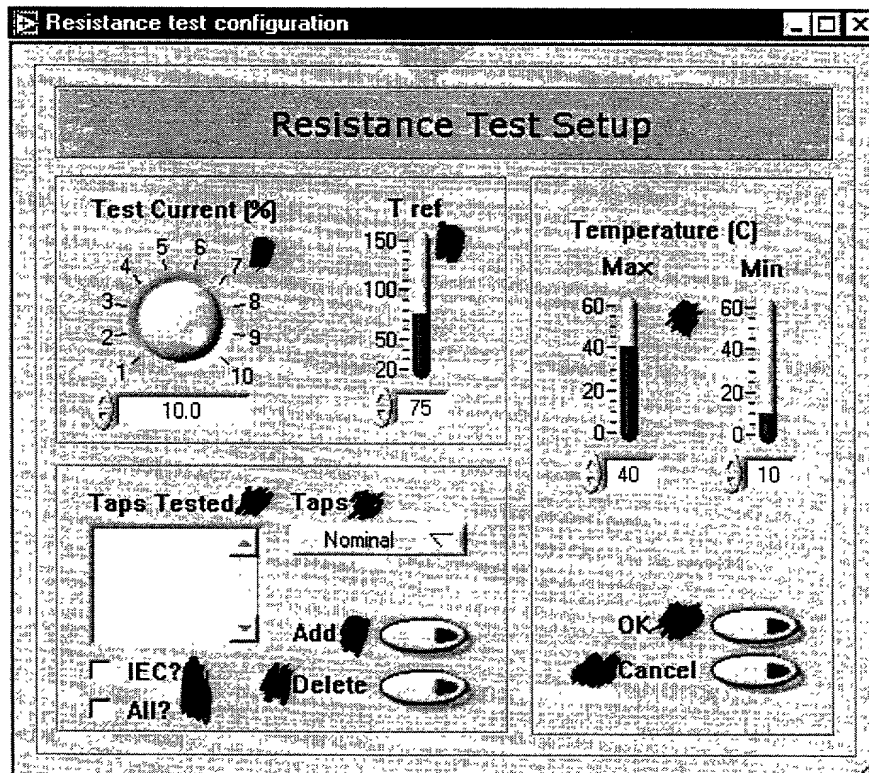 Resistance test configuration
Resistance Test Setup
Test Current [%]
1 2 3 4 5 6 7 8 9 10
10.0
T ref
150
100
50
20
75
Temperature [C]
Max Min
60 60
40 40
20 20
0 0
40 10
Taps Tested Taps
Nominal
Add
Delete
IEC?
All?
OK
Cancel